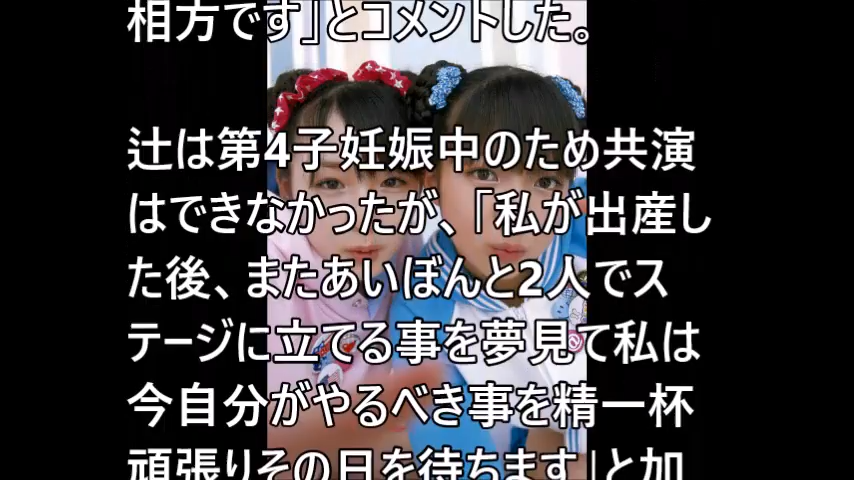 相方です」とコメントした。
辻は第4子妊娠中のため共演
はできなかったが、「私が出産し
た後、またあいぼんと2人でス
テージに立てる事を夢見て私は
今自分がやるべき事を精一杯
頑張りその日を待ちます」と加